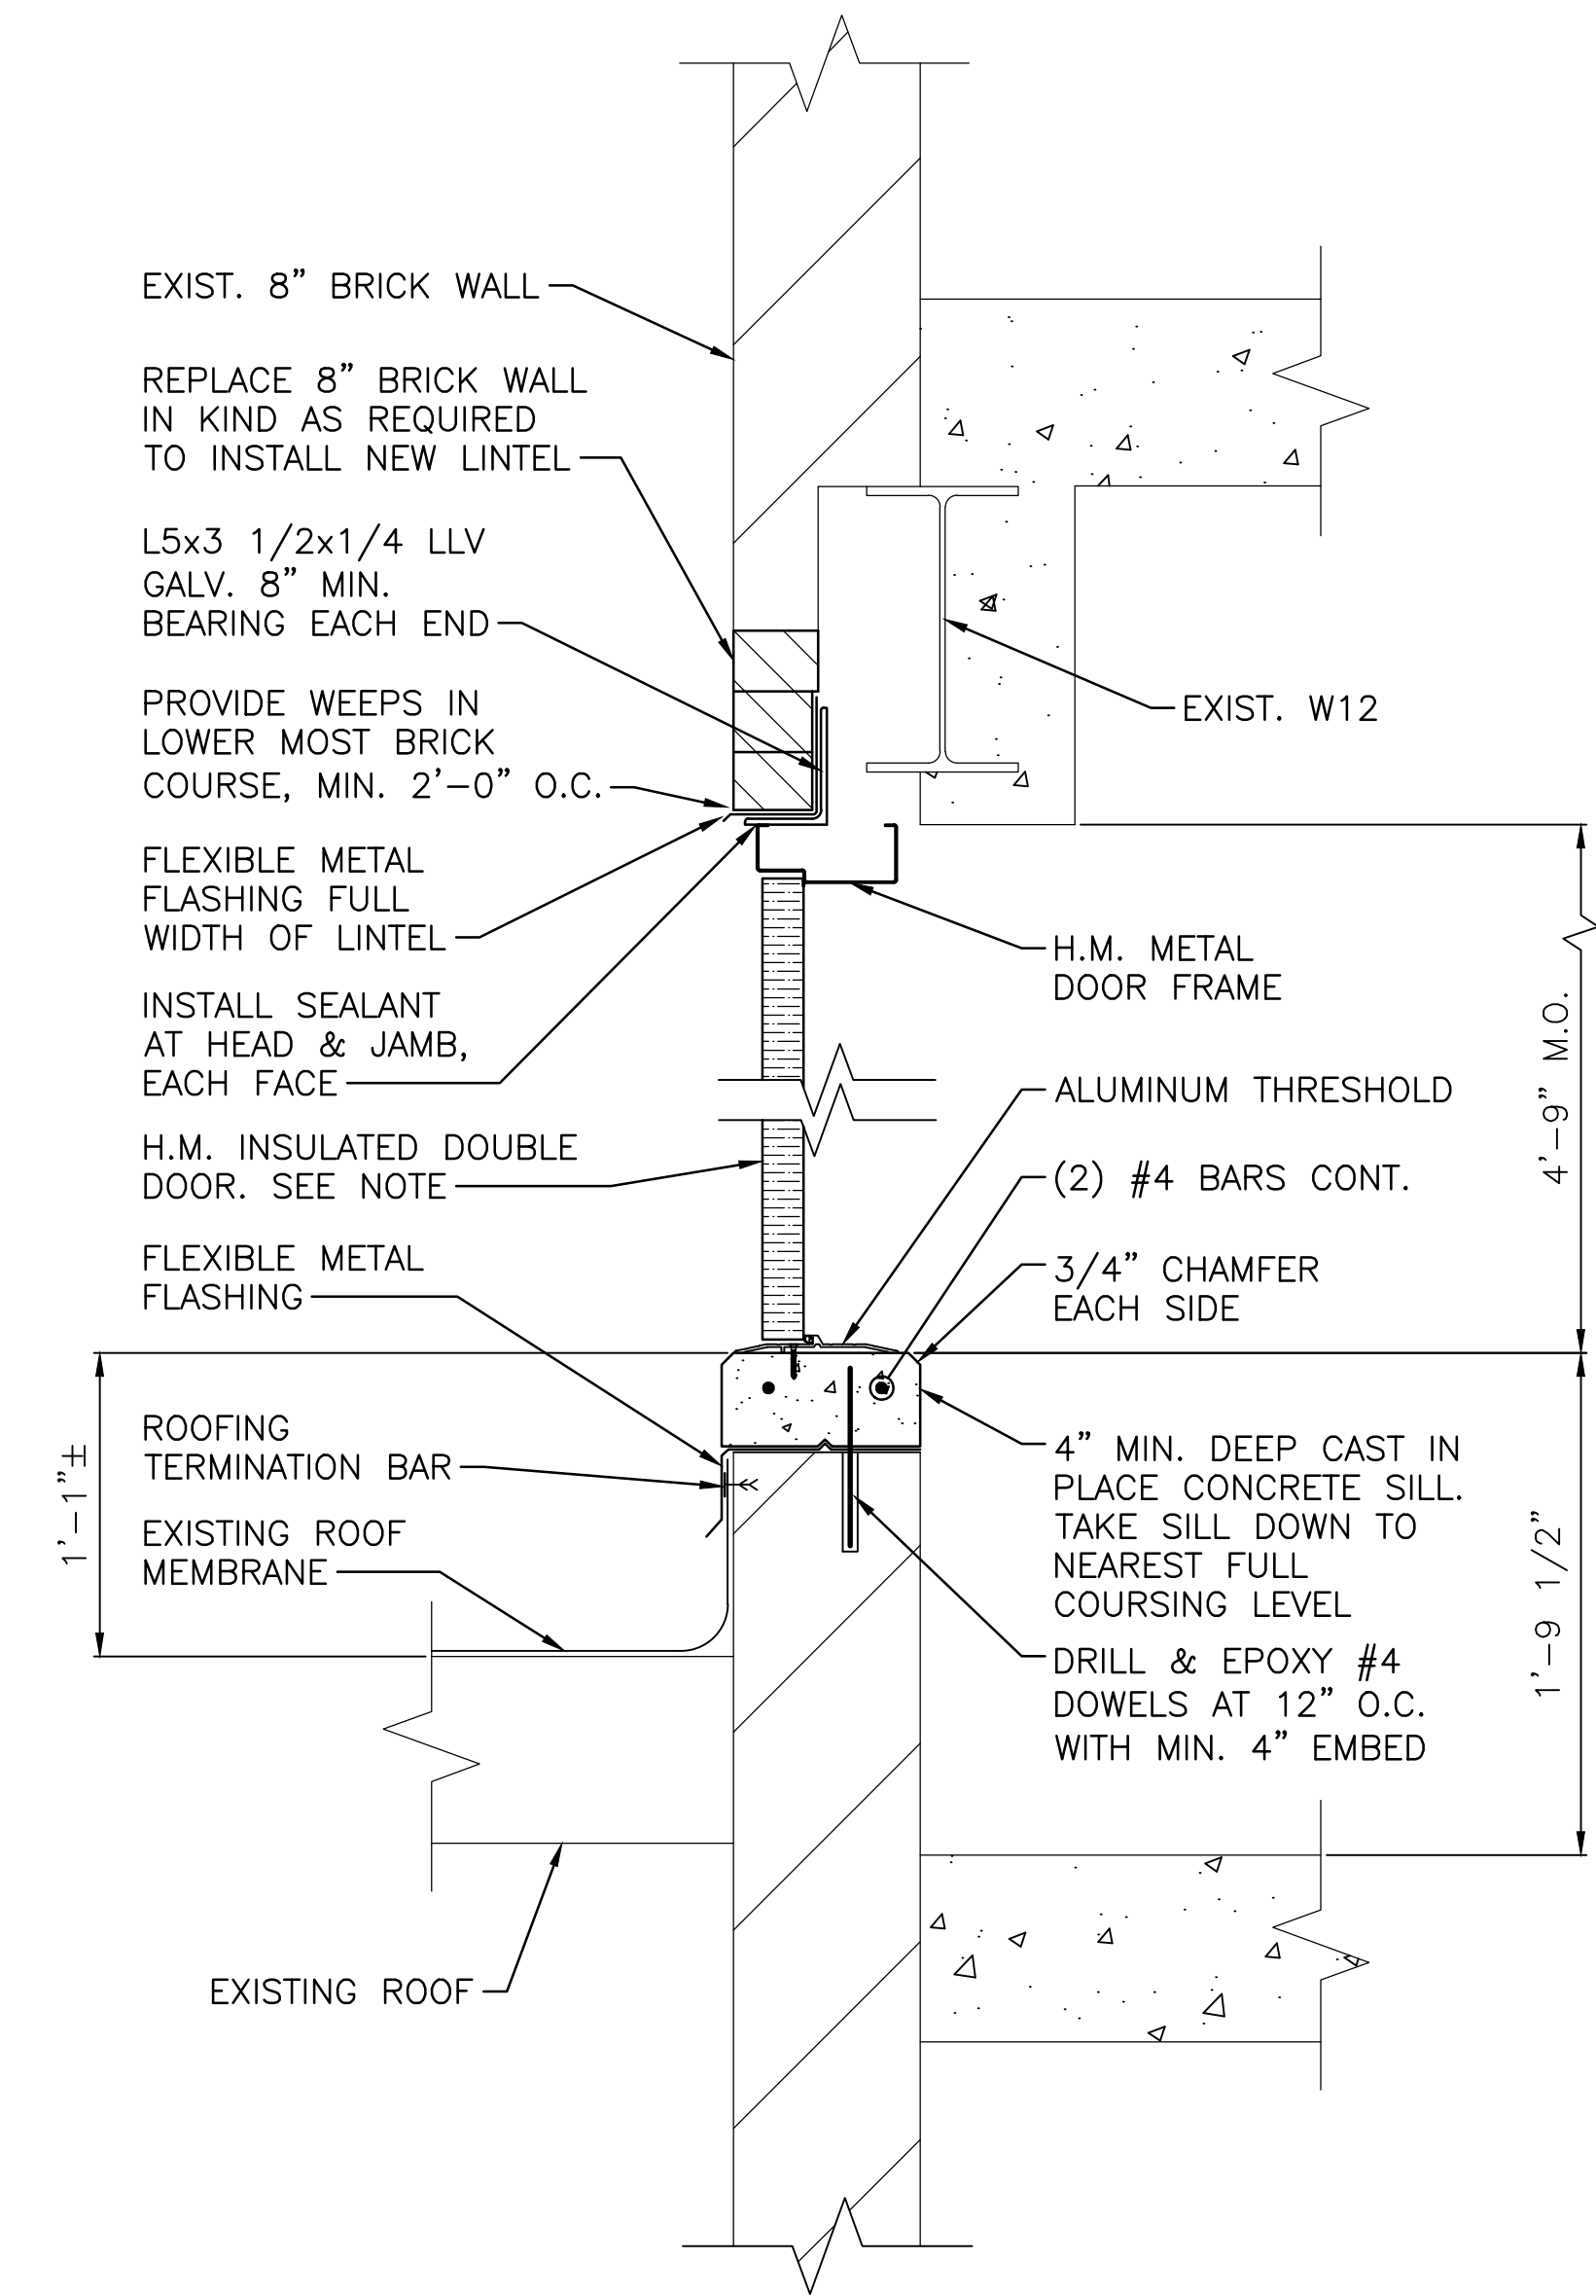 EXIST. 8” BRICK WALL
REPLACE 8” BRICK WALL
IN KIND AS REQUIRED
TO INSTALL NEW LINTEL
L5x3 1/2x1/4 LLV
GALV. 8” MIN.
BEARING EACH END
PROVIDE WEEPS IN
LOWER MOST BRICK
COURSE, MIN. 2’-0” O.C.
FLEXIBLE METAL
FLASHING FULL
WIDTH OF LINTEL
INSTALL SEALANT
AT HEAD & JAMB,
EACH FACE
H.M. INSULATED DOUBLE
DOOR. SEE NOTE
FLEXIBLE METAL
FLASHING
1’-1”±
ROOFING
TERMINATION BAR
EXISTING ROOF
MEMBRANE
EXISTING ROOF
EXIST. W12
H.M. METAL
DOOR FRAME
4’-9” M.O.
ALUMINUM THRESHOLD
(2) #4 BARS CONT.
3/4” CHAMFER
EACH SIDE
4” MIN. DEEP CAST IN
PLACE CONCRETE SILL.
TAKE SILL DOWN TO
NEAREST FULL
COURSING LEVEL
1’-9 1/2”
DRILL & EPOXY #4
DOWELS AT 12” O.C.
WITH MIN. 4” EMBED